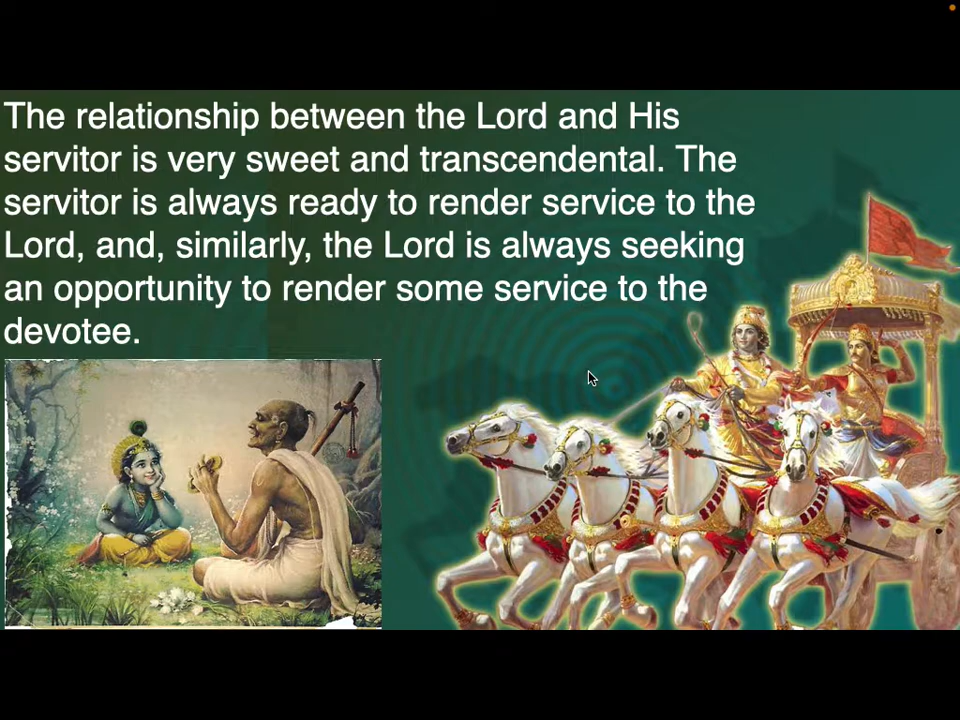 The relationship between the Lord and His
servitor is very sweet and transcendental. The
servitor is always ready to render service to the
Lord, and, similarly, the Lord is always seeking
an opportunity to render some service to the
devotee.